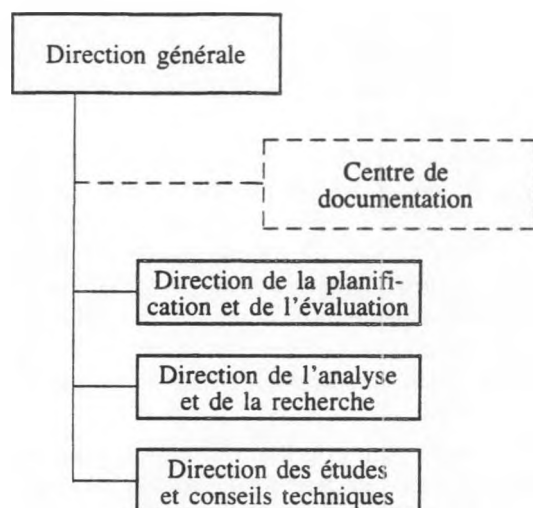 Direction générale
Centre de
documentation
Direction de la planifi-
cation et de l'évaluation
Direction de l'analyse
et de la recherche
Direction des études
et conseils techniques